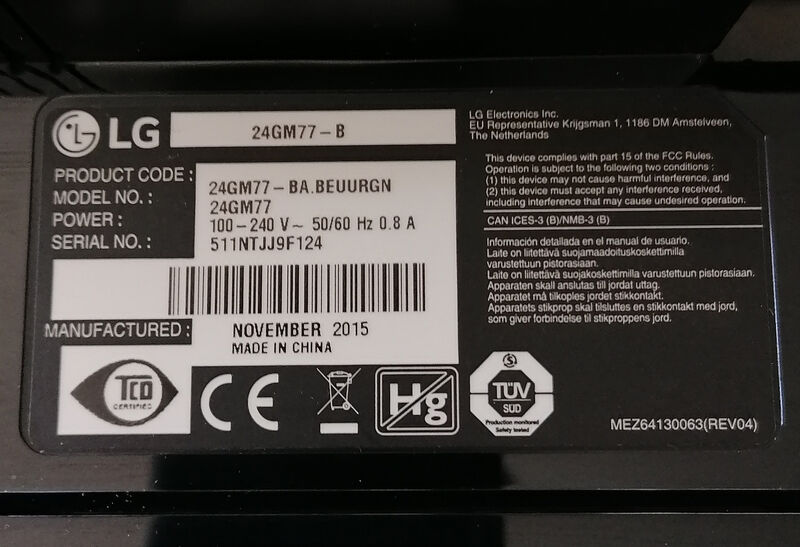 LG
24GM77-B
LG Electronics Inc.
EU Representative Krijgsman 1, 1186 DM Amstelveen,
The Netherlands
PRODUCT CODE : 24GM77-BA.BEUURGN
MODEL NO. : 24GM77
POWER : 100-240 V~ 50/60 Hz 0.8 A
SERIAL NO. : 511NTJJ9F124
This device complies with part 15 of the FCC Rules.
Operation is subject to the following two conditions :
(1) this device may not cause harmful interference, and
(2) this device must accept any interference received,
including interference that may cause undesired operation.
CAN ICES-3 (B)/NMB-3 (B)
Información detallada en el manual de usuario.
Laite on liitettävä suojamaadoituskoskettimilla
varustettuun pistorasiaan.
Laite on liitettävä suojakoskettimilla varustettuun pistorasiaan.
Apparaten skall anslutas till jordat uttag.
Apparatet må tilkoples jordet stikkontakt.
Apparatets stikprop skal tilsluttes en stikkontakt med jord,
som giver forbindelse til stikproppens jord.
MANUFACTURED : NOVEMBER 2015
MADE IN CHINA
TCO
CERTIFIED
CE
Hg
TÜV
SÜD
Production monitored
Safety tested
MEZ64130063(REV04)